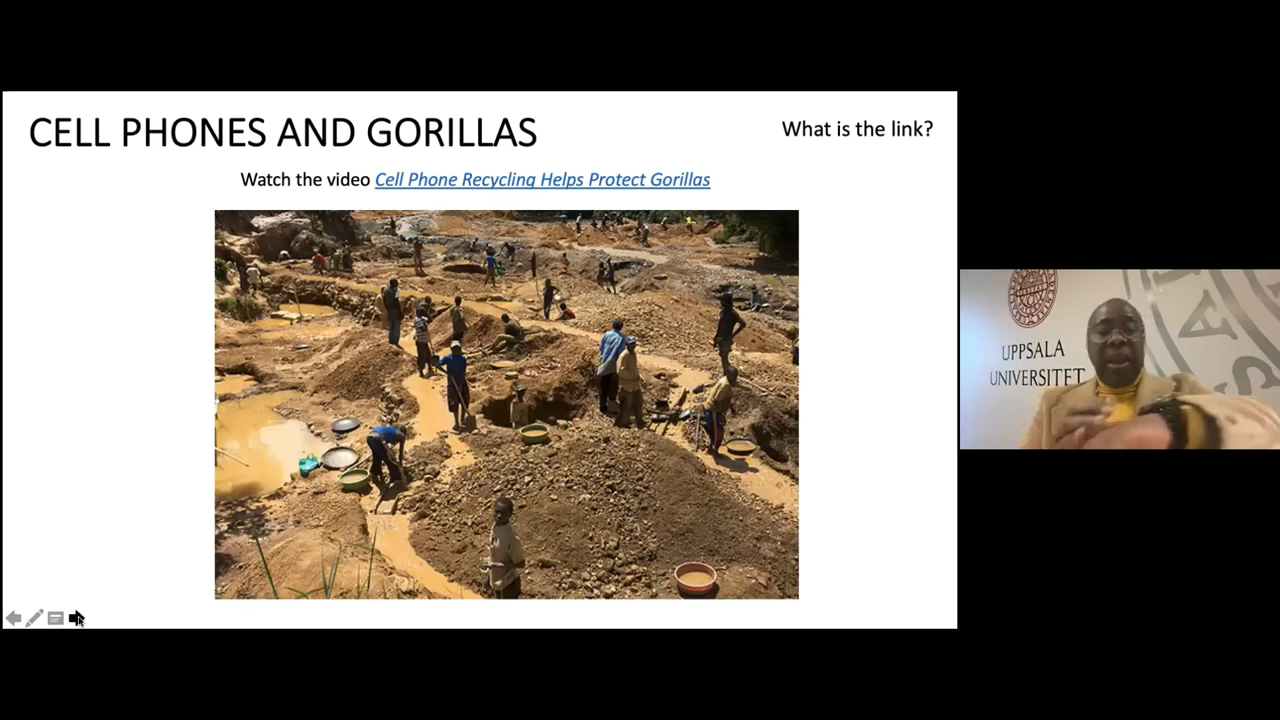 CELL PHONES AND GORILLAS
What is the link?
Watch the video Cell Phone Recycling Helps Protect Gorillas
UPPSALA
UNIVERSITET